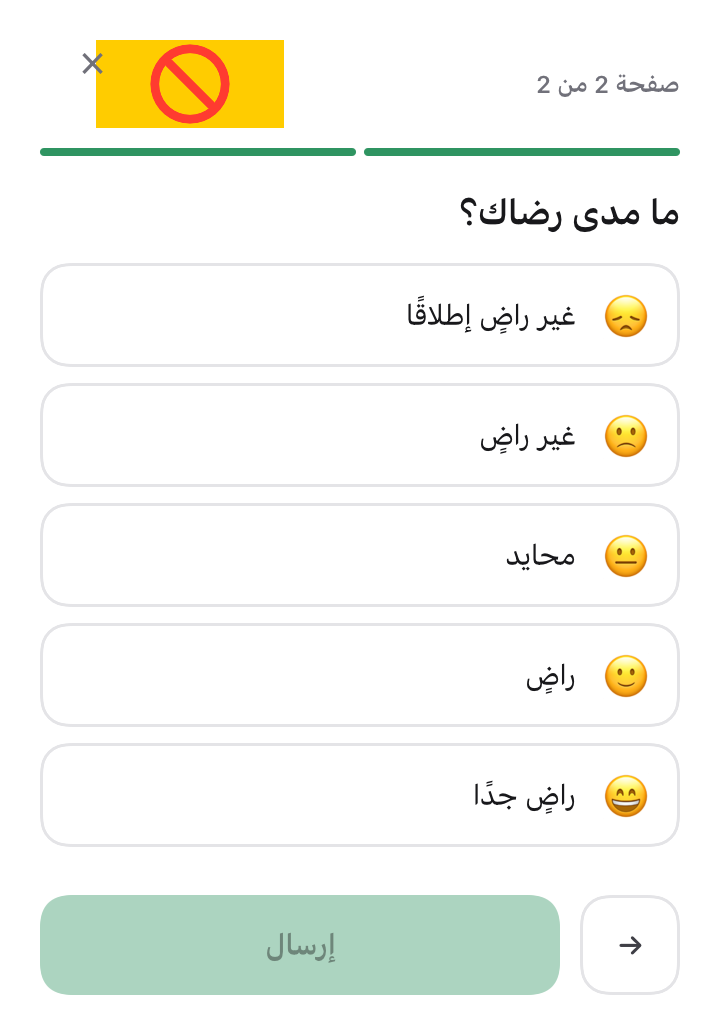 صفحة 2 من 2
ما مدى رضاك؟
غير راضٍ إطلاقًا
غير راضٍ
محايد
راضٍ
راضٍ جدًا
إرسال